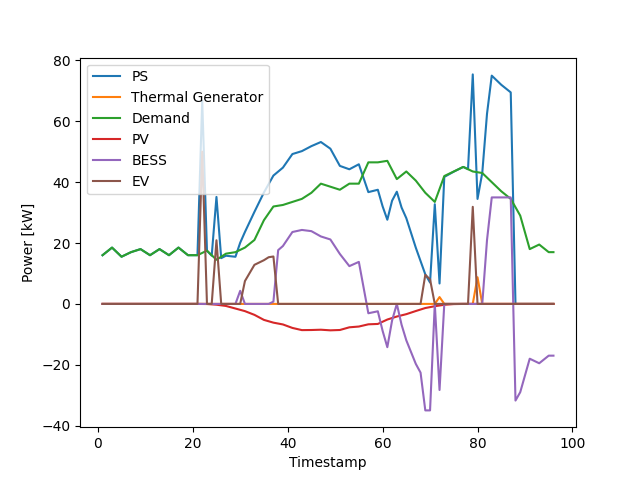 80
60
40
20
0
−20
−40
Power [kW]
PS
Thermal Generator
Demand
PV
BESS
EV
0
20
40
60
80
100
Timestamp